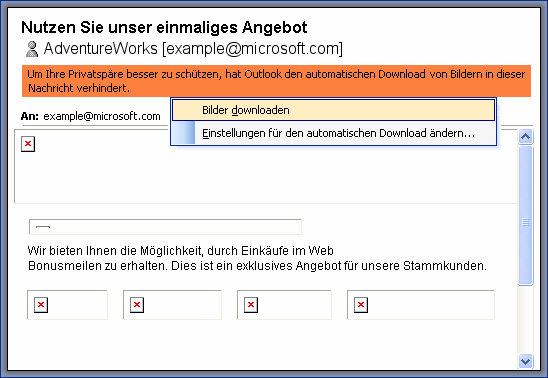 Nutzen Sie unser einmaliges Angebot
AdventureWorks [example@microsoft.com]
Um Ihre Privatspäre besser zu schützen, hat Outlook den automatischen Download von Bildern in dieser
Nachricht verhindert.
An: example@microsoft.com
Bilder downloaden
Einstellungen für den automatischen Download ändern...
Wir bieten Ihnen die Möglichkeit, durch Einkäufe im Web
Bonusmeilen zu erhalten. Dies ist ein exklusives Angebot für unsere Stammkunden.